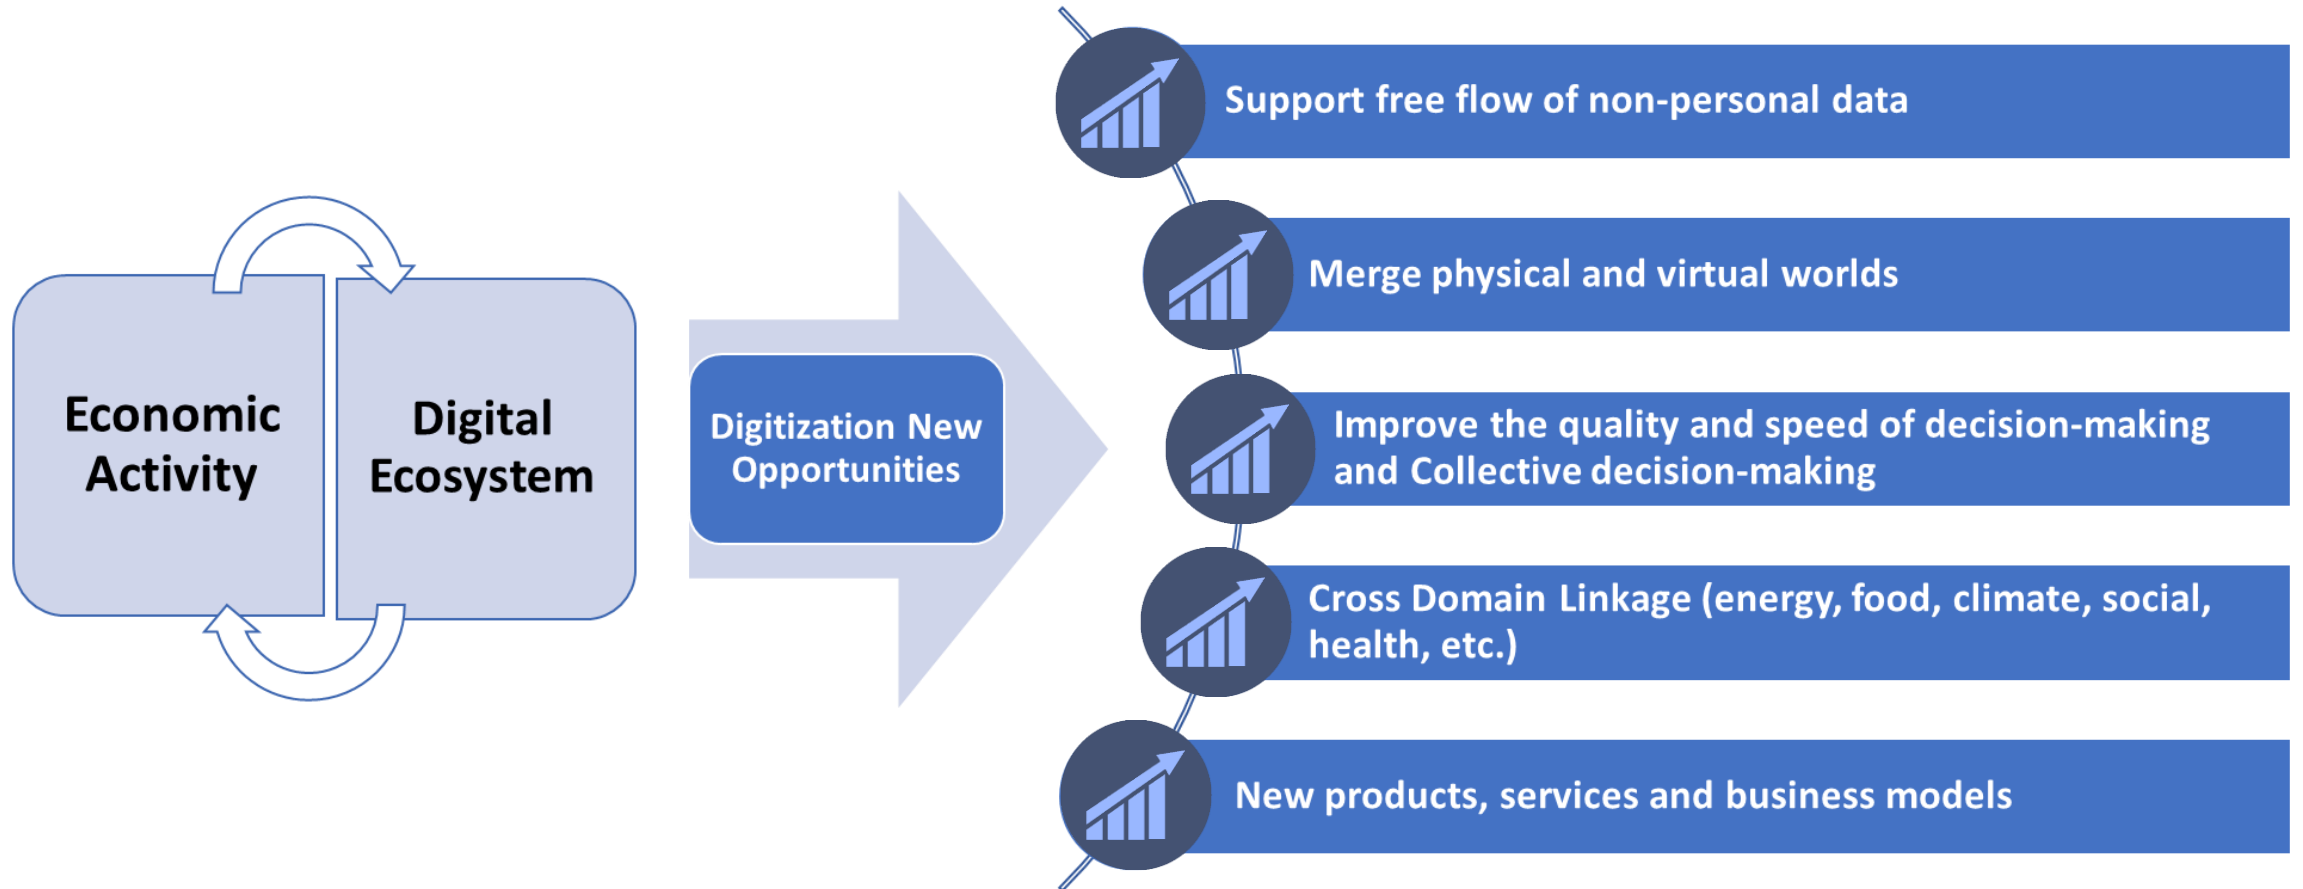 Economic
Activity
Digital
Ecosystem
Digitization New
Opportunities
Support free flow of non-personal data
Merge physical and virtual worlds
Improve the quality and speed of decision-making
and Collective decision-making
Cross Domain Linkage (energy, food, climate, social,
health, etc.)
New products, services and business models